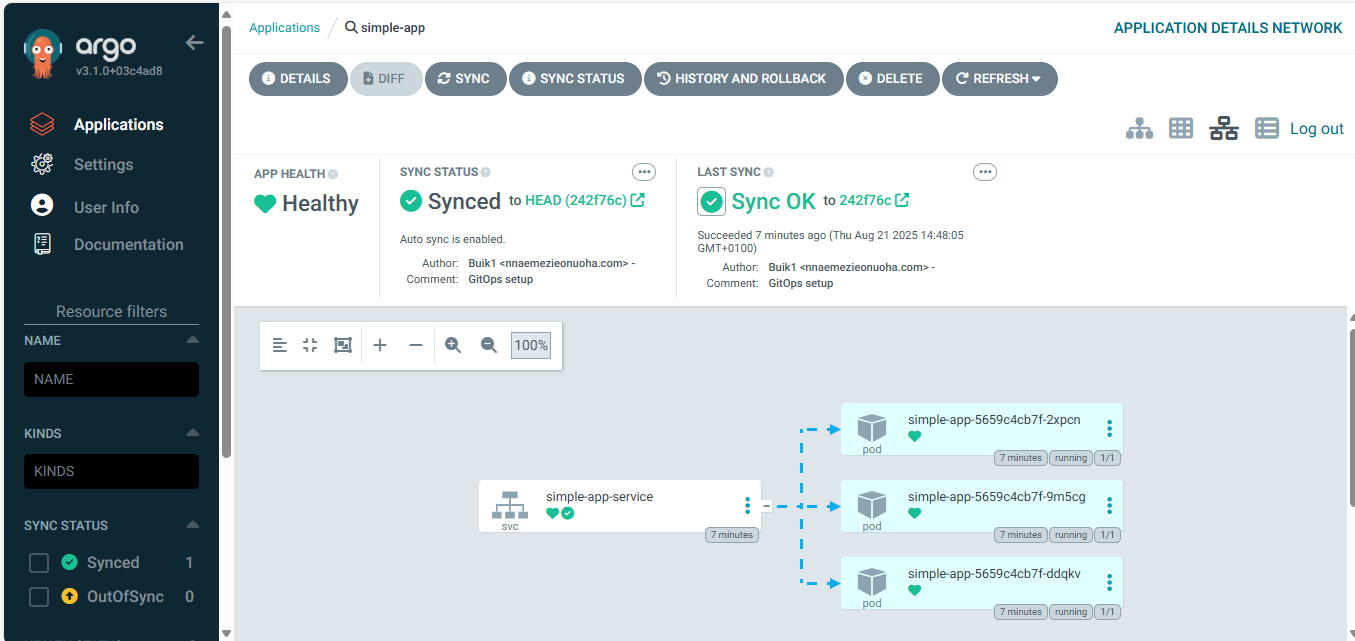 argo
v3.1.0+03c4ad8
Applications
Settings
User Info
Documentation
Resource filters
NAME
NAME
KINDS
KINDS
SYNC STATUS
Synced 1
OutOfSync 0
Applications / simple-app
APPLICATION DETAILS NETWORK
DETAILS DIFF SYNC SYNC STATUS HISTORY AND ROLLBACK DELETE REFRESH
Log out
APP HEALTH
Healthy
SYNC STATUS
Synced to HEAD (242f76c)
Auto sync is enabled.
Author: Buik1 <nnaemezieonuoha.com> -
Comment: GitOps setup
LAST SYNC
Sync OK to 242f76c
Succeeded 7 minutes ago (Thu Aug 21 2025 14:48:05
GMT+0100)
Author: Buik1 <nnaemezieonuoha.com> -
Comment: GitOps setup
100%
simple-app-service
svc
7 minutes
simple-app-5659c4cb7f-2xpcn
pod
7 minutes running 1/1
simple-app-5659c4cb7f-9m5cg
pod
7 minutes running 1/1
simple-app-5659c4cb7f-ddqkv
pod
7 minutes running 1/1